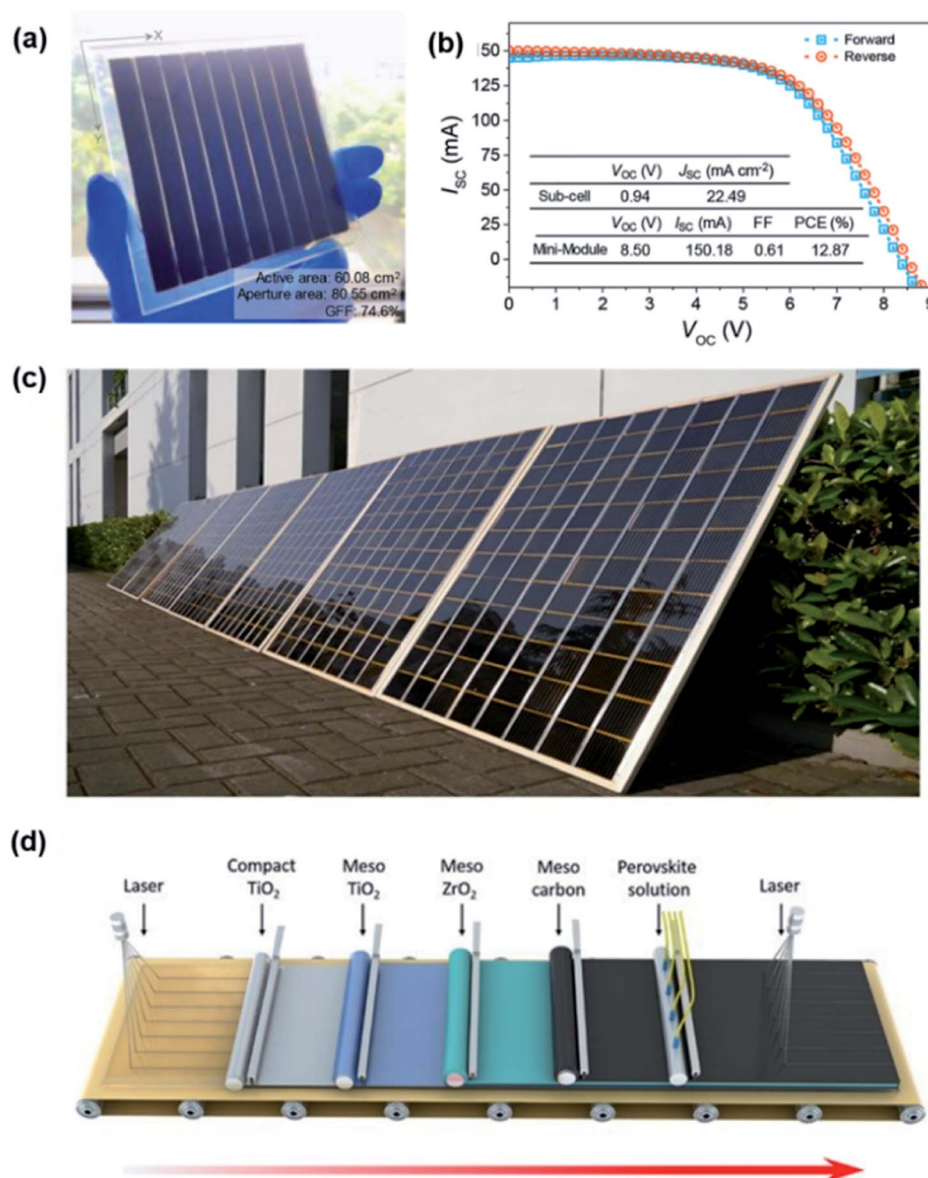 (a)
X
Y
Active area: 60.08 cm²
Aperture area: 80.55 cm²
GFF: 74.6%
(b)
Forward
Reverse
I_SC (mA)
50
125
100
75
50
25
0
V_OC (V) J_SC (mA cm⁻²)
Sub-cell 0.94 22.49
V_OC (V) I_SC (mA) FF PCE (%)
Mini-Module 8.50 150.18 0.61 12.87
0 1 2 3 4 5 6 7 8 9
V_OC (V)
(c)
(d)
Laser
Compact
TiO₂
Meso
TiO₂
Meso
ZrO₂
Meso
carbon
Perovskite
solution
Laser